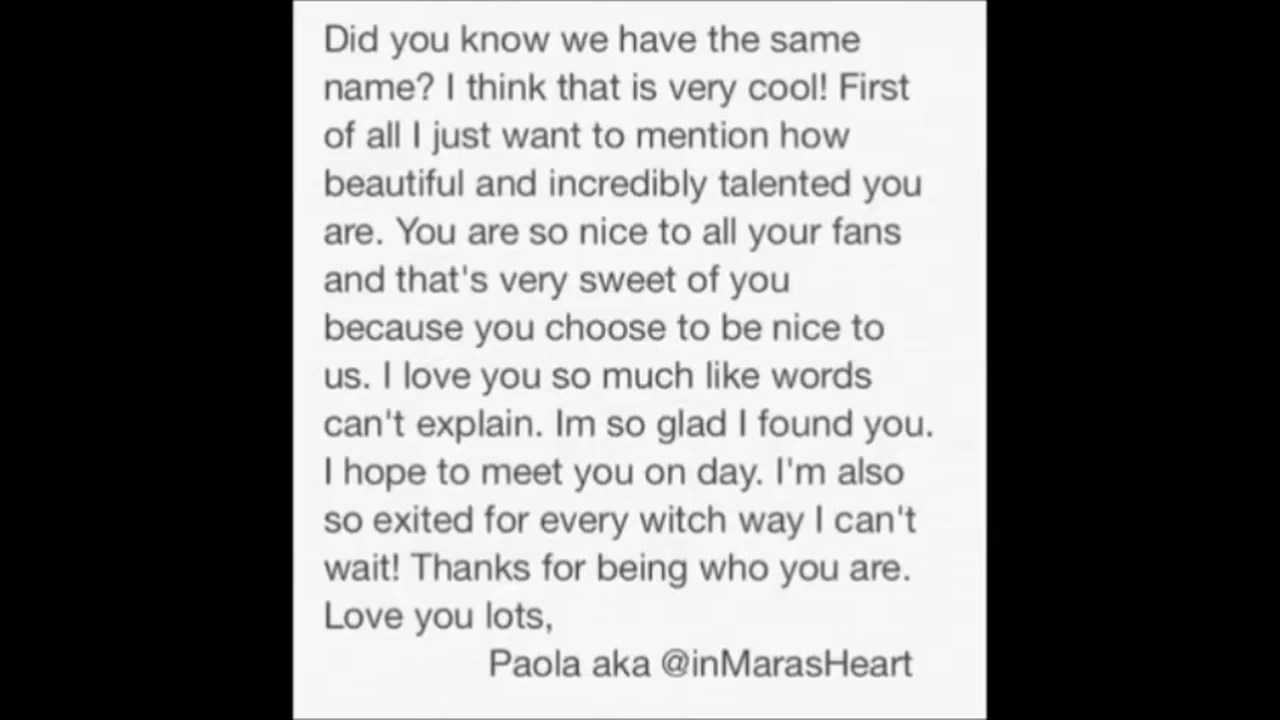 Did you know we have the same
name? I think that is very cool! First
of all I just want to mention how
beautiful and incredibly talented you
are. You are so nice to all your fans
and that's very sweet of you
because you choose to be nice to
us. I love you so much like words
can't explain. Im so glad I found you.
I hope to meet you on day. I'm also
so exited for every witch way I can't
wait! Thanks for being who you are.
Love you lots,
Paola aka @inMarasHeart